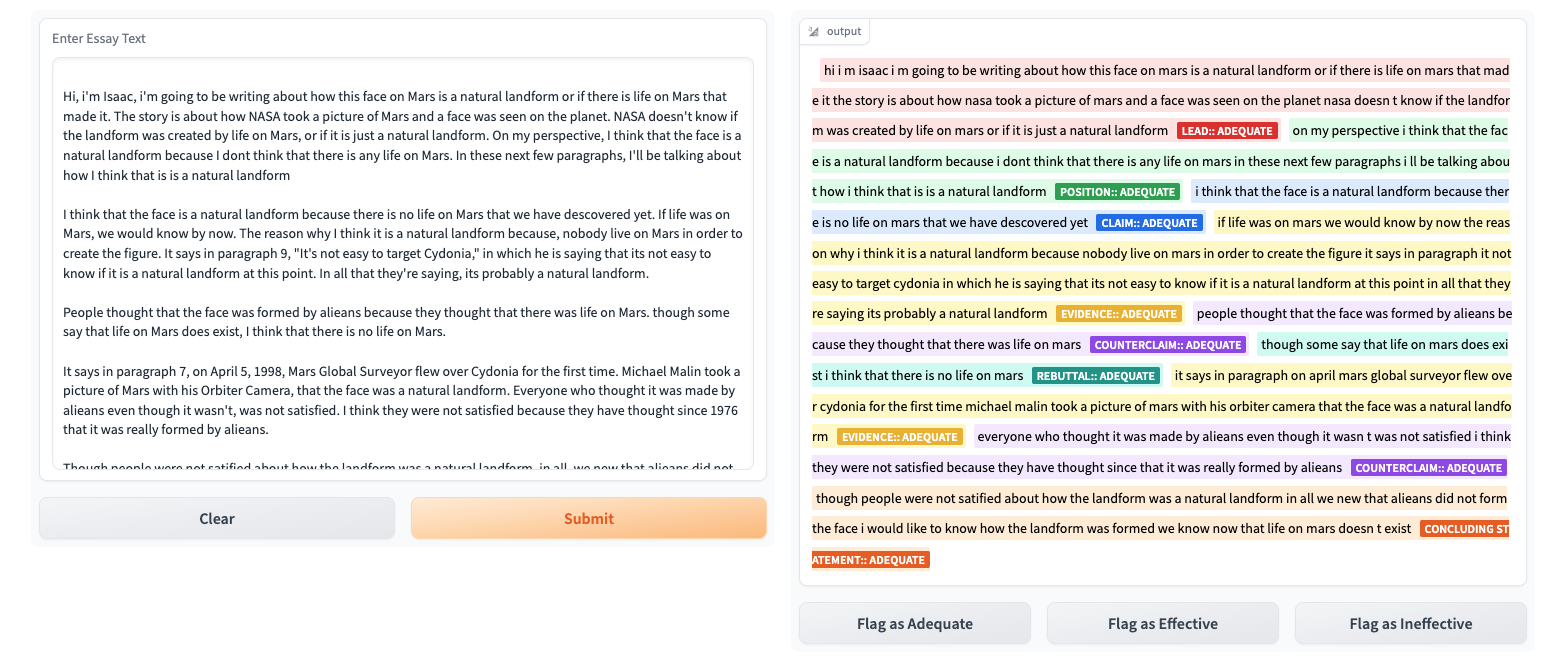 Enter Essay Text
Hi, i'm Isaac, i'm going to be writing about how this face on Mars is a natural landform or if there is life on Mars that
made it. The story is about how NASA took a picture of Mars and a face was seen on the planet. NASA doesn't know if
the landform was created by life on Mars, or if it is just a natural landform. On my perspective, I think that the face is a
natural landform because I dont think that there is any life on Mars. In these next few paragraphs, I'll be talking about
how I think that is is a natural landform
I think that the face is a natural landform because there is no life on Mars that we have descovered yet. If life was on
Mars, we would know by now. The reason why I think it is a natural landform because, nobody live on Mars in order to
create the figure. It says in paragraph 9, "It's not easy to target Cydonia," in which he is saying that its not easy to
know if it is a natural landform at this point. In all that they're saying, its probably a natural landform.
People thought that the face was formed by alieans because they thought that there was life on Mars. though some
say that life on Mars does exist, I think that there is no life on Mars.
It says in paragraph 7, on April 5, 1998, Mars Global Surveyor flew over Cydonia for the first time. Michael Malin took a
picture of Mars with his Orbiter Camera, that the face was a natural landform. Everyone who thought it was made by
alieans even though it wasn't, was not satisfied. I think they were not satisfied because they have thought since 1976
that it was really formed by alieans.
Though people were not satified about how the landform was a natural landform, in all, we new that alieans did not
Clear
Submit
output
hi i m isaac i m going to be writing about how this face on mars is a natural landform or if there is life on mars that mad
e it the story is about how nasa took a picture of mars and a face was seen on the planet nasa doesn t know if the landfor
m was created by life on mars or if it is just a natural landform LEAD:: ADEQUATE on my perspective i think that the fac
e is a natural landform because i dont think that there is any life on mars in these next few paragraphs i ll be talking abou
t how i think that is is a natural landform POSITION:: ADEQUATE i think that the face is a natural landform because ther
e is no life on mars that we have descovered yet CLAIM:: ADEQUATE if life was on mars we would know by now the reas
on why i think it is a natural landform because nobody live on mars in order to create the figure it says in paragraph it not
easy to target cydonia in which he is saying that its not easy to know if it is a natural landform at this point in all that they
re saying its probably a natural landform EVIDENCE:: ADEQUATE people thought that the face was formed by alieans be
cause they thought that there was life on mars COUNTERCLAIM:: ADEQUATE though some say that life on mars does exi
st i think that there is no life on mars REBUTTAL:: ADEQUATE it says in paragraph on april mars global surveyor flew ove
r cydonia for the first time michael malin took a picture of mars with his orbiter camera that the face was a natural landfo
rm EVIDENCE:: ADEQUATE everyone who thought it was made by alieans even though it wasn t was not satisfied i think
they were not satisfied because they have thought since that it was really formed by alieans COUNTERCLAIM:: ADEQUATE
though people were not satified about how the landform was a natural landform in all we new that alieans did not form
the face i would like to know how the landform was formed we know now that life on mars doesn t exist CONCLUDING ST
ATEMENT:: ADEQUATE
Flag as Adequate
Flag as Effective
Flag as Ineffective